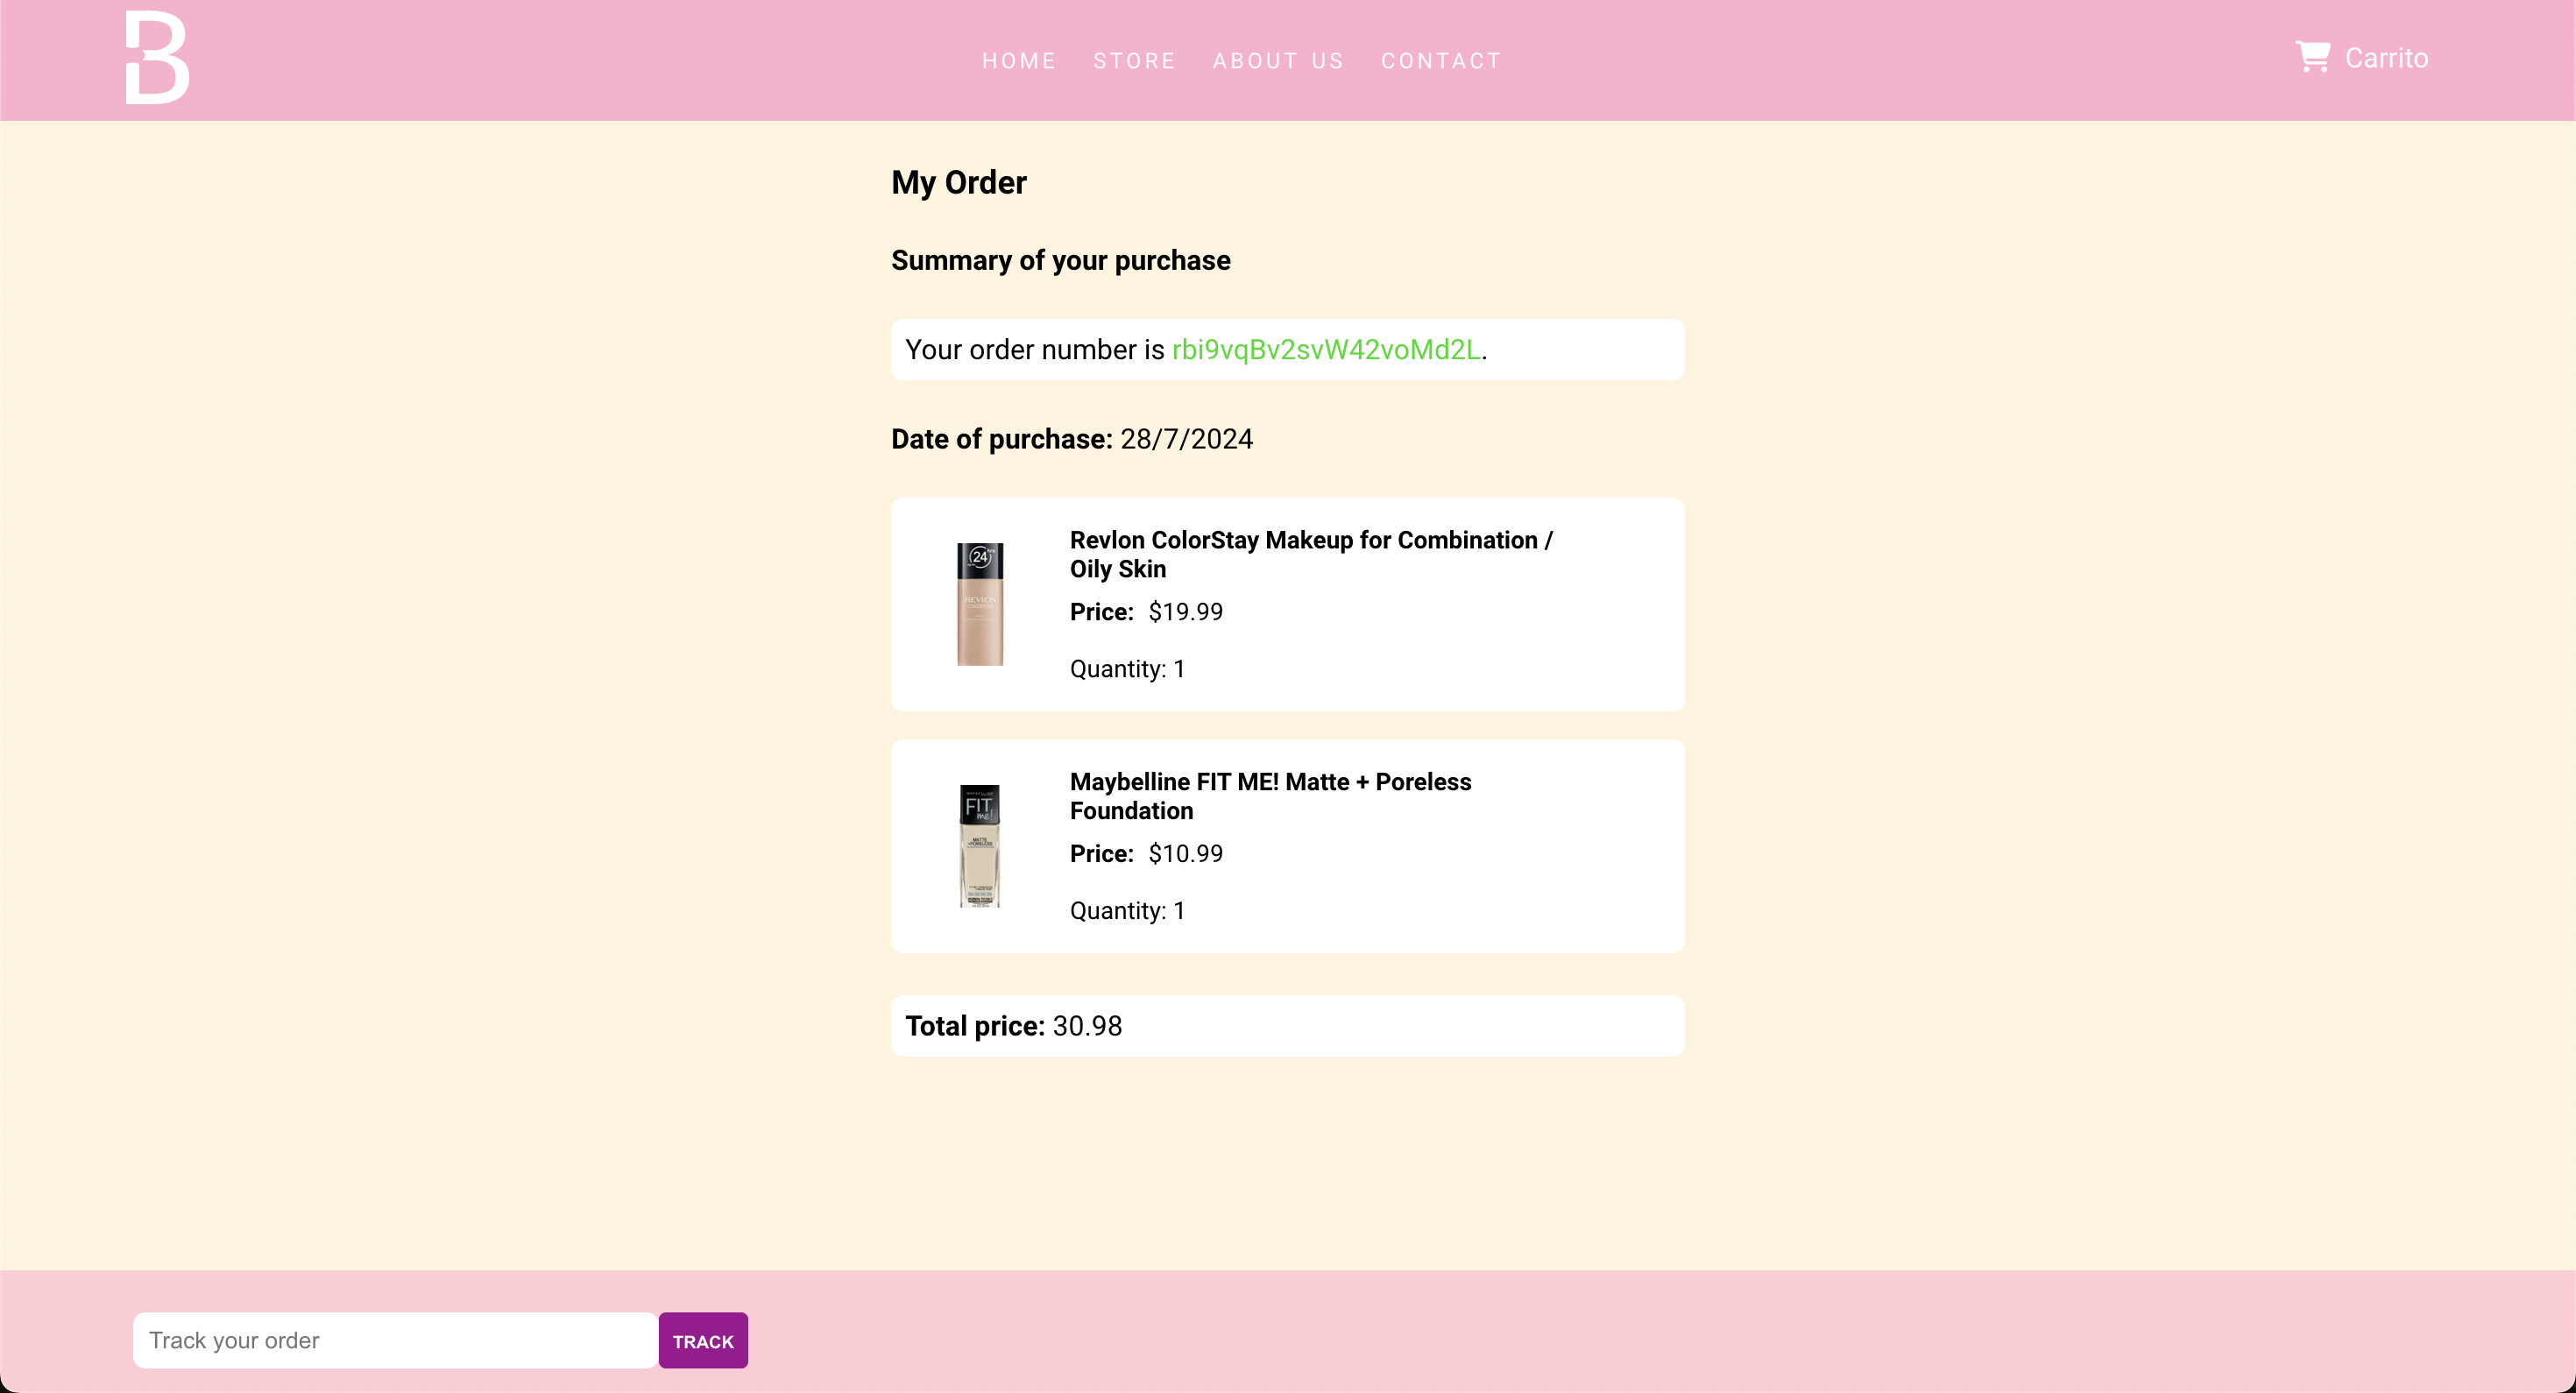 B
HOME STORE ABOUT US CONTACT
Carrito
My Order
Summary of your purchase
Your order number is rbi9vqBv2svW42voMd2L.
Date of purchase: 28/7/2024
24
REVLON
COLORSTAY
Revlon ColorStay Makeup for Combination /
Oily Skin
Price: $19.99
Quantity: 1
FIT
me!
MATTE
+PORELESS
Maybelline FIT ME! Matte + Poreless
Foundation
Price: $10.99
Quantity: 1
Total price: 30.98
Track your order
TRACK